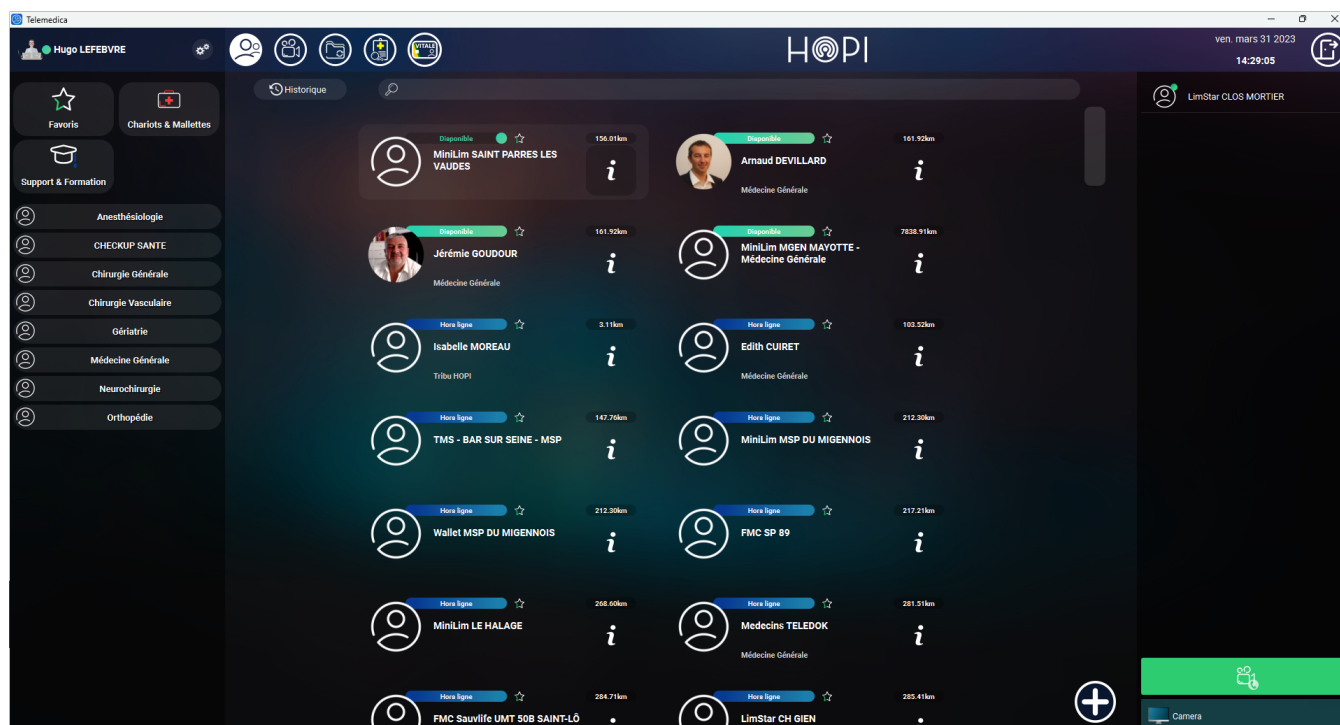 Telemedica
Hugo LEFEBVRE
VITALE
HOPI
ven. mars 31 2023
14:29:05
Favoris
Chariots & Mallettes
Support & Formation
Anesthésiologie
CHECKUP SANTE
Chirurgie Générale
Chirurgie Vasculaire
Gériatrie
Médecine Générale
Neurochirurgie
Orthopédie
Historique
Disponible
156.01km
MiniLim SAINT PARRES LES
VAUDES
Disponible
161.92km
Arnaud DEVILLARD
Médecine Générale
Disponible
161.92km
Jérémie GOUDOUR
Médecine Générale
Disponible
7838.91km
MiniLim MGEN MAYOTTE -
Médecine Générale
Hors ligne
3.11km
Isabelle MOREAU
Tribu HOPI
Hors ligne
103.52km
Edith CUIRET
Médecine Générale
Hors ligne
147.76km
TMS - BAR SUR SEINE - MSP
Hors ligne
212.30km
MiniLim MSP DU MIGENNOIS
Hors ligne
212.30km
Wallet MSP DU MIGENNOIS
Hors ligne
217.21km
FMC SP 89
Hors ligne
268.60km
MiniLim LE HALAGE
Hors ligne
281.51km
Medecins TELEDOK
Médecine Générale
Hors ligne
284.71km
FMC Sauvlife UMT 50B SAINT-LÔ
Hors ligne
285.41km
LimStar CH GIEN
LimStar CLOS MORTIER
Camera